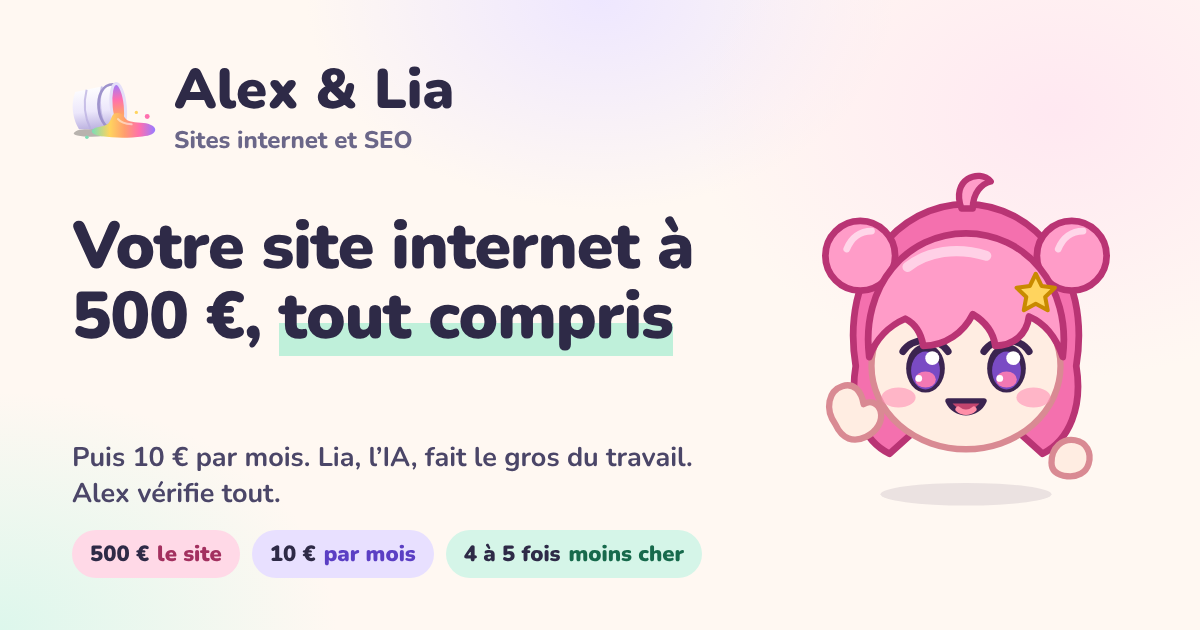 Alex & Lia
Sites internet et SEO
Votre site internet à
500 €, tout compris
Puis 10 € par mois. Lia, l’IA, fait le gros du travail.
Alex vérifie tout.
500 € le site
10 € par mois
4 à 5 fois moins cher